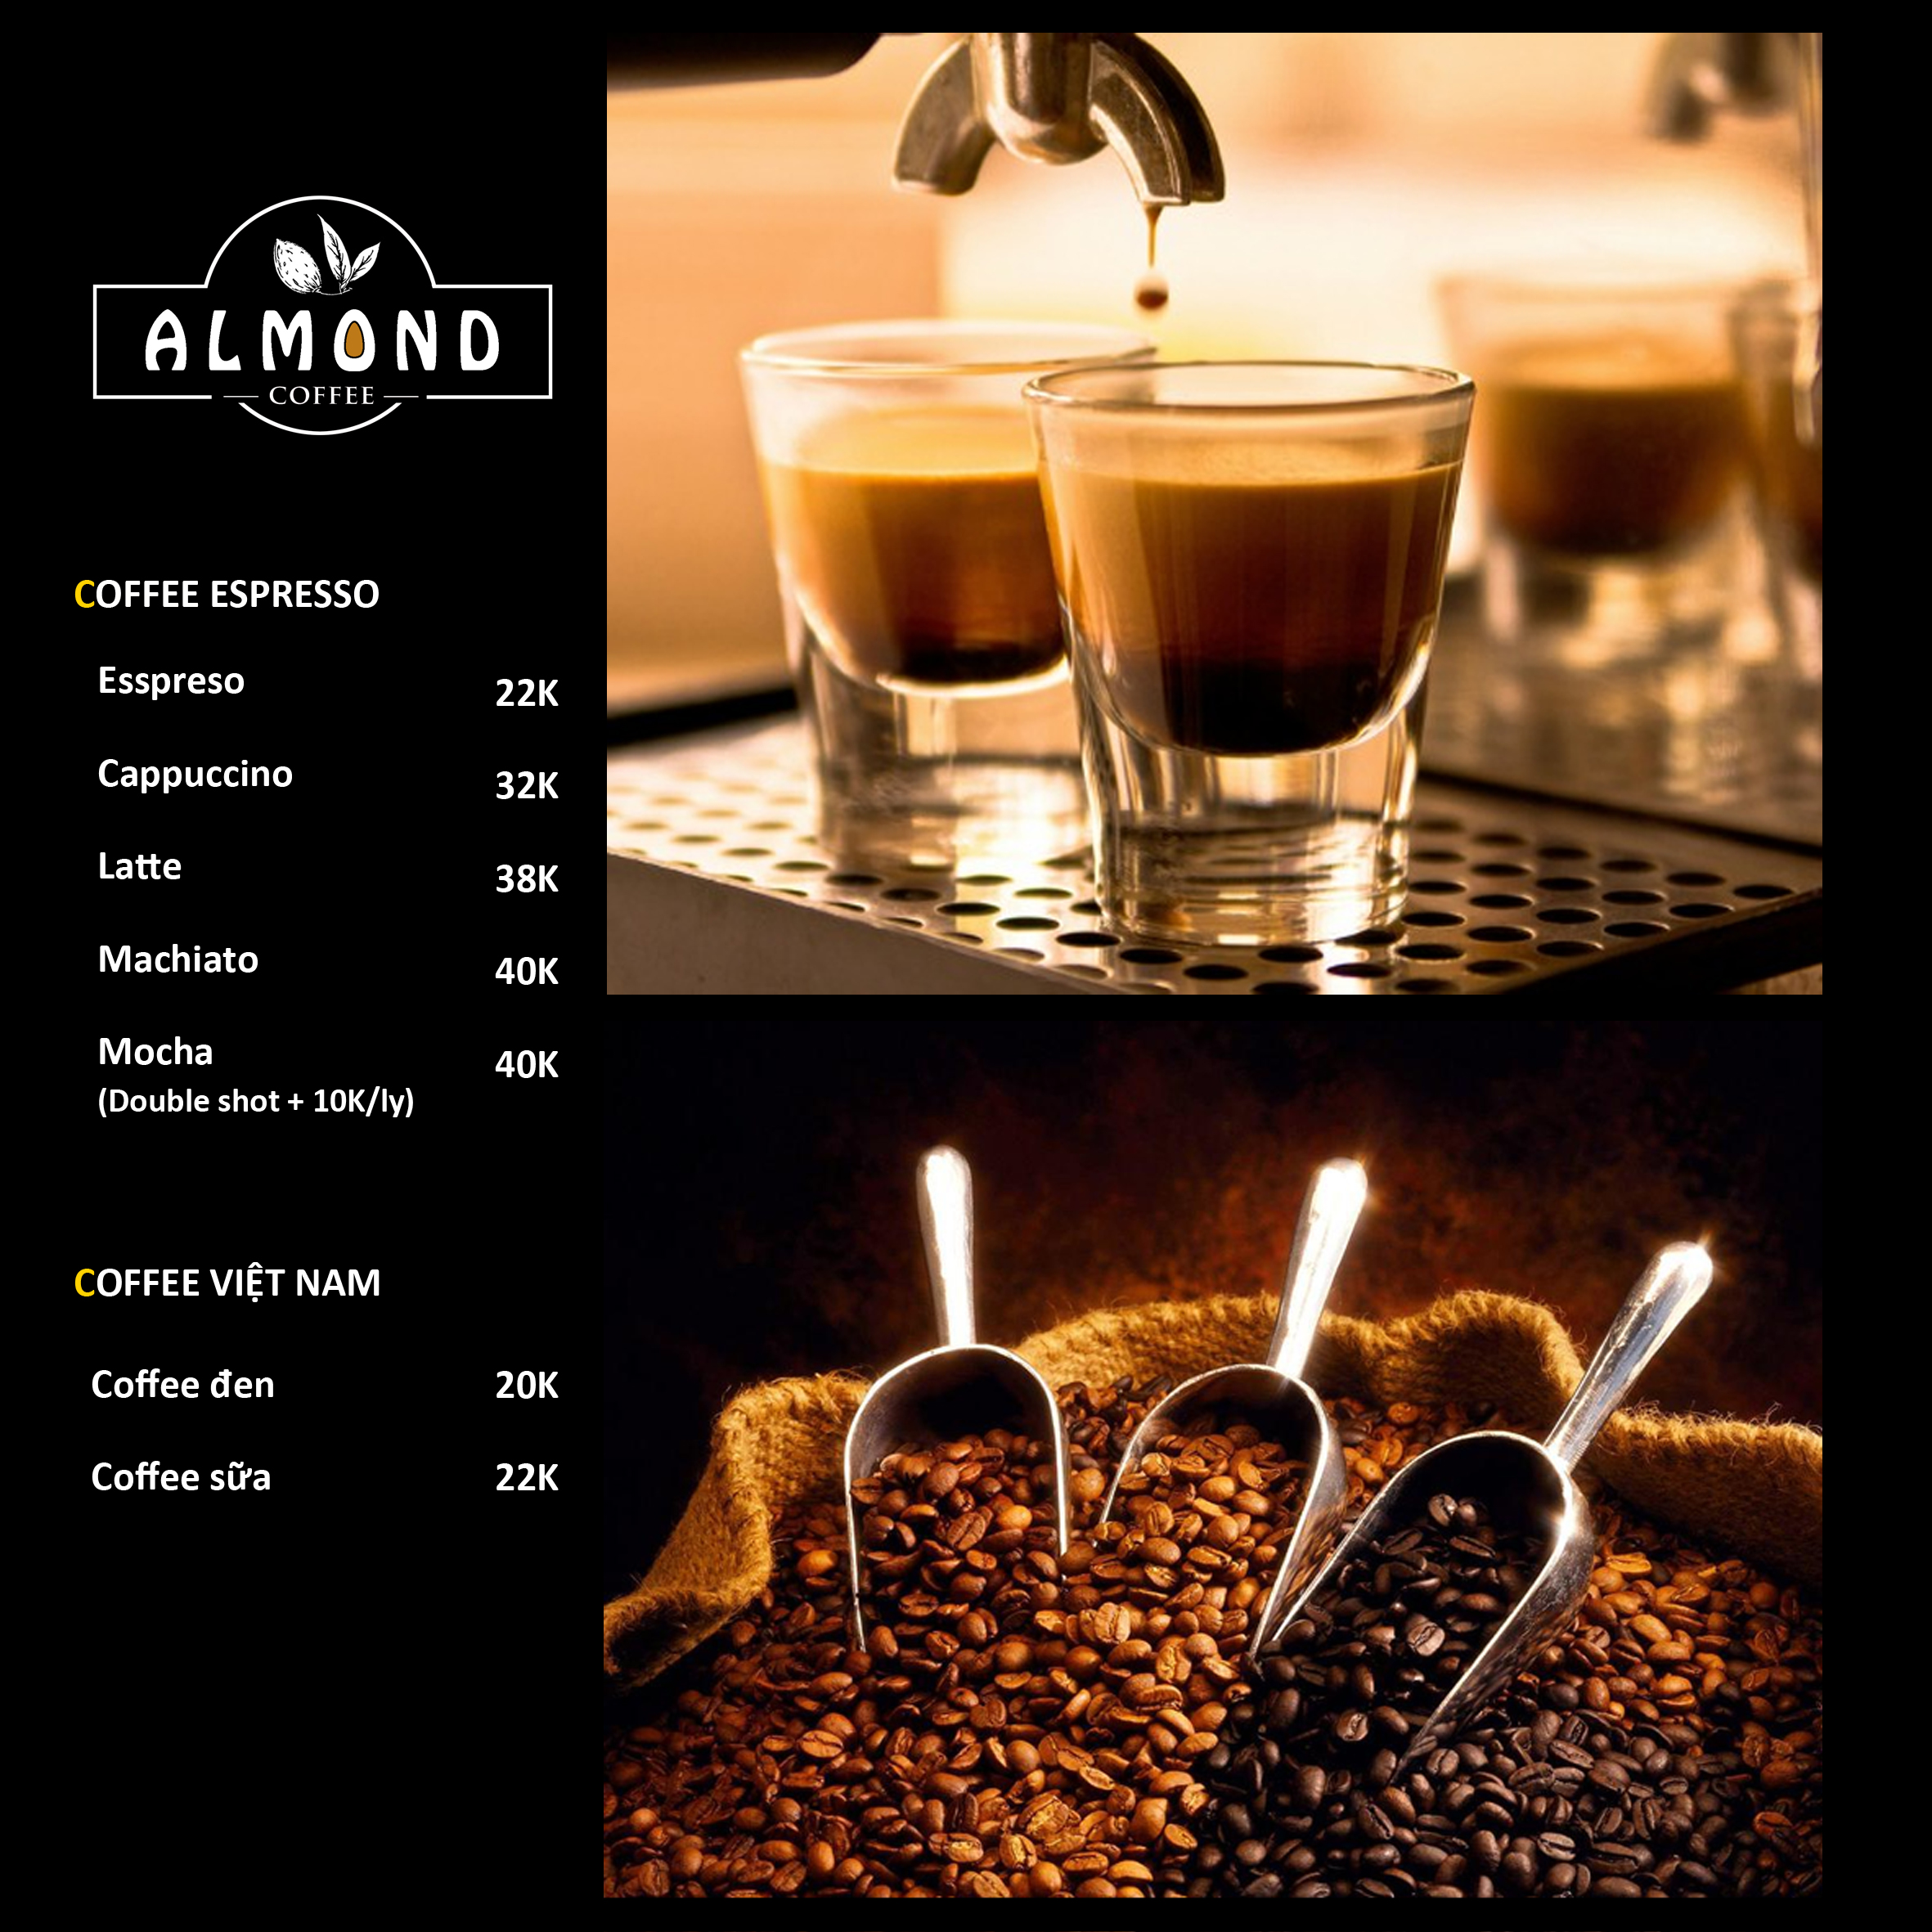 ALMOND
COFFEE
COFFEE ESPRESSO
Esspreso 22K
Cappuccino 32K
Latte 38K
Machiato 40K
Mocha 40K
(Double shot + 10K/ly)
COFFEE VIỆT NAM
Coffee đen 20K
Coffee sữa 22K